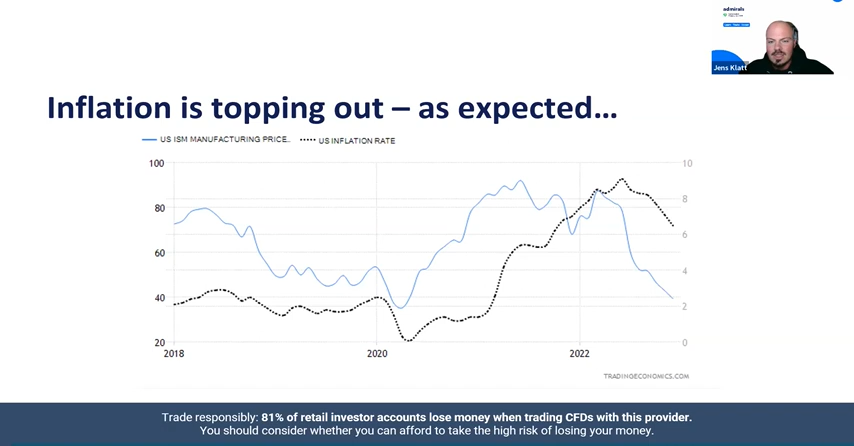 admirals
Jens Klatt
Inflation is topping out – as expected…
US ISM MANUFACTURING PRICE..
US INFLATION RATE
100
80
60
40
20
10
8
6
4
2
0
2018
2020
2022
TRADINGECONOMICS.COM
Trade responsibly: 81% of retail investor accounts lose money when trading CFDs with this provider.
You should consider whether you can afford to take the high risk of losing your money.